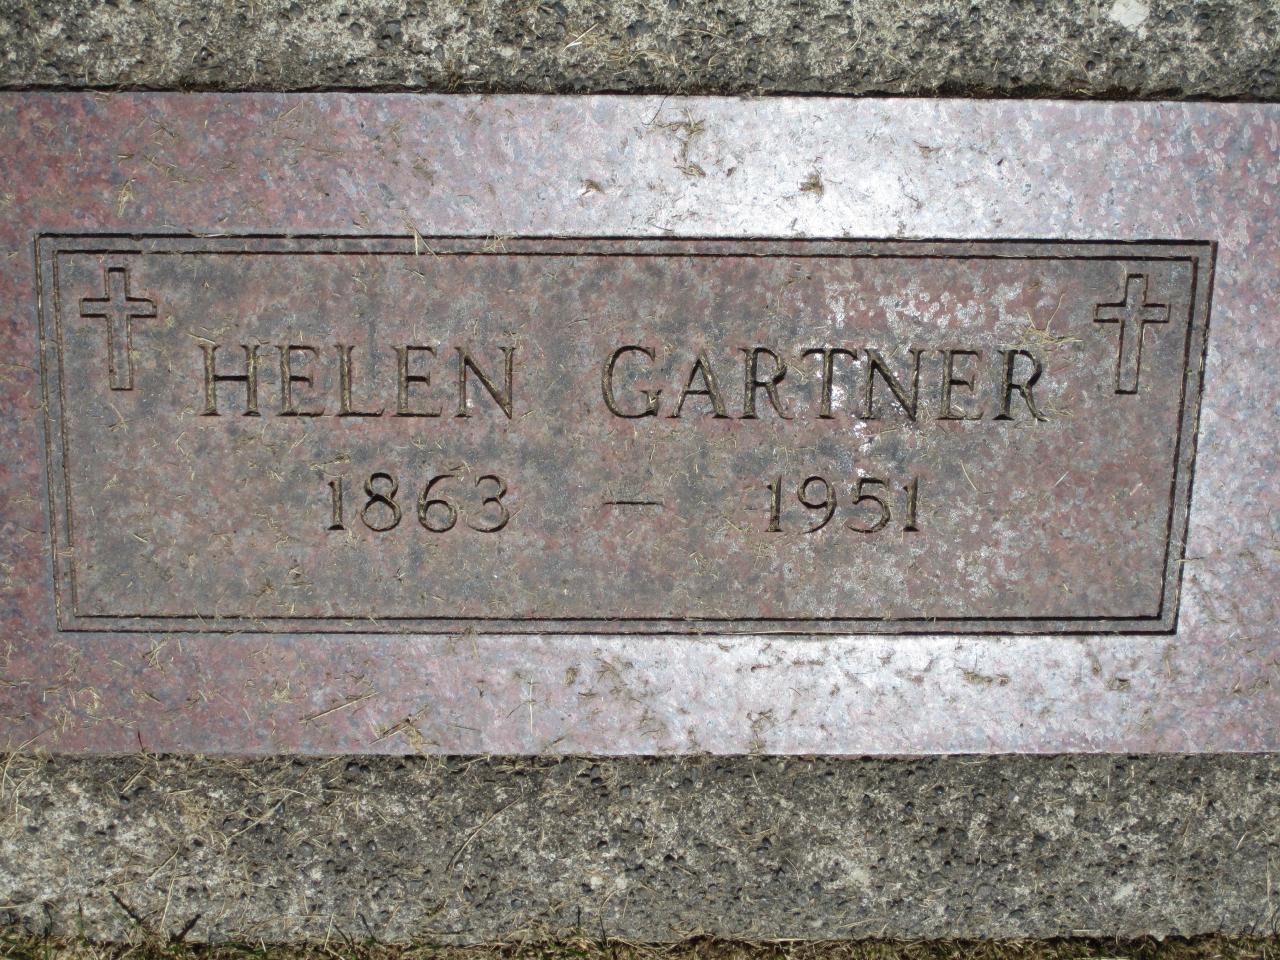 HELEN GARTNER
1863 — 1951